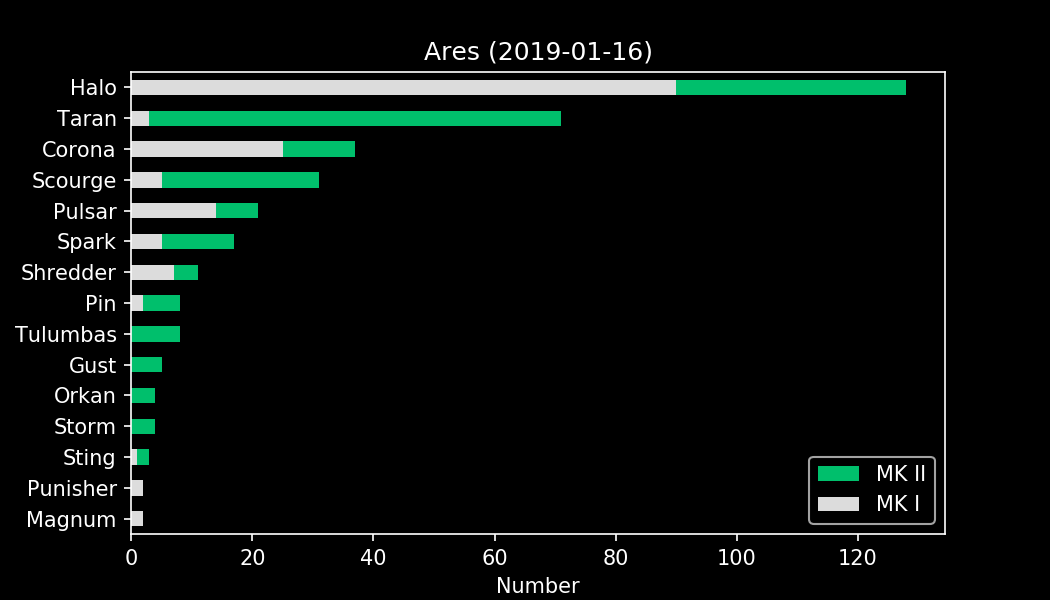 Ares (2019-01-16)
Halo
Taran
Corona
Scourge
Pulsar
Spark
Shredder
Pin
Tulumbas
Gust
Orkan
Storm
Sting
Punisher
Magnum
MK II
MK I
0 20 40 60 80 100 120
Number